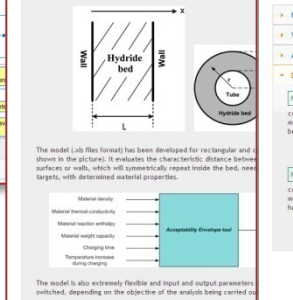 x
Wall
Hydride
bed
Wall
L
r
Tube
Hydride bed
The model (.xls files format) has been developed for rectangular and c
shown in the picture). It evaluates the characteristic distance betwee
surfaces or walls, which will symmetrically repeat inside the bed, need
targets, with determined material properties.
Material density
Material thermal conductivity
Material reaction enthalpy
Material weight capacity
Charging time
Temperature increase
during charging
Acceptability Envelope tool
The model is also extremely flexible and input and output parameters
switched, depending on the objective of the analysis being carried ou